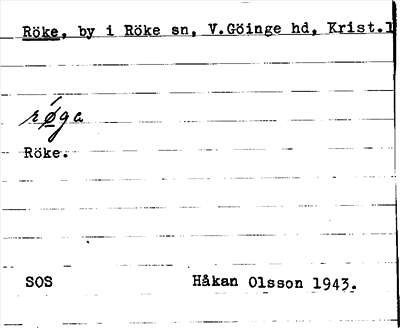 Röke, by i Röke sn, V.Göinge hd, Krist.l
røga
Röke.
SOS Håkan Olsson 1943.